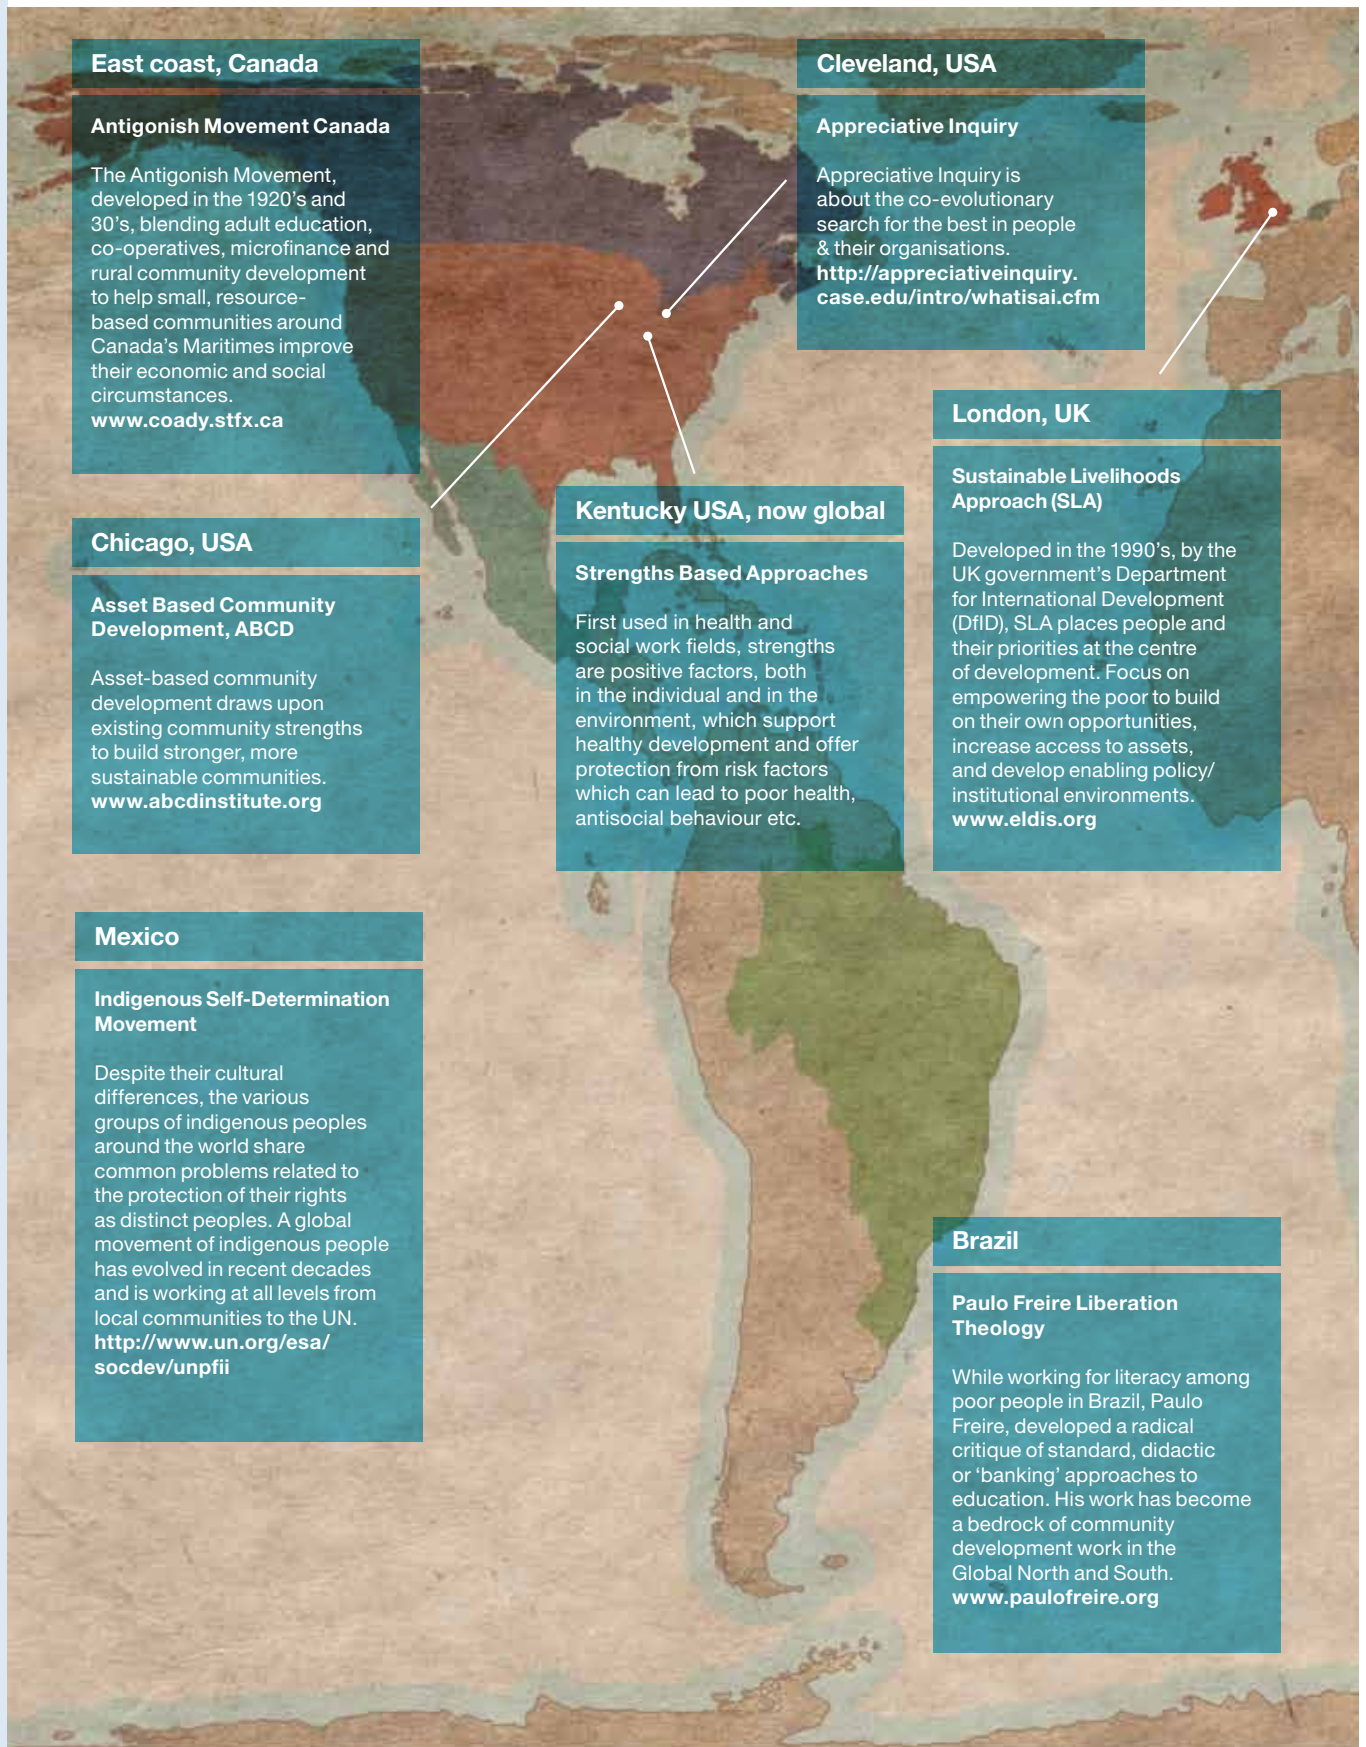 East coast, Canada
Antigonish Movement Canada
The Antigonish Movement,
developed in the 1920's and
30's, blending adult education,
co-operatives, microfinance and
rural community development
to help small, resource-
based communities around
Canada's Maritimes improve
their economic and social
circumstances.
www.coady.stfx.ca
Cleveland, USA
Appreciative Inquiry
Appreciative Inquiry is
about the co-evolutionary
search for the best in people
& their organisations.
http://appreciativeinquiry.
case.edu/intro/whatisai.cfm
London, UK
Sustainable Livelihoods
Approach (SLA)
Developed in the 1990's, by the
UK government's Department
for International Development
(DfID), SLA places people and
their priorities at the centre
of development. Focus on
empowering the poor to build
on their own opportunities,
increase access to assets,
and develop enabling policy/
institutional environments.
www.eldis.org
Kentucky USA, now global
Strengths Based Approaches
First used in health and
social work fields, strengths
are positive factors, both
in the individual and in the
environment, which support
healthy development and offer
protection from risk factors
which can lead to poor health,
antisocial behaviour etc.
Chicago, USA
Asset Based Community
Development, ABCD
Asset-based community
development draws upon
existing community strengths
to build stronger, more
sustainable communities.
www.abcdinstitute.org
Mexico
Indigenous Self-Determination
Movement
Despite their cultural
differences, the various
groups of indigenous peoples
around the world share
common problems related to
the protection of their rights
as distinct peoples. A global
movement of indigenous people
has evolved in recent decades
and is working at all levels from
local communities to the UN.
http://www.un.org/esa/
socdev/unpfii
Brazil
Paulo Freire Liberation
Theology
While working for literacy among
poor people in Brazil, Paulo
Freire, developed a radical
critique of standard, didactic
or 'banking' approaches to
education. His work has become
a bedrock of community
development work in the
Global North and South.
www.paulofreire.org